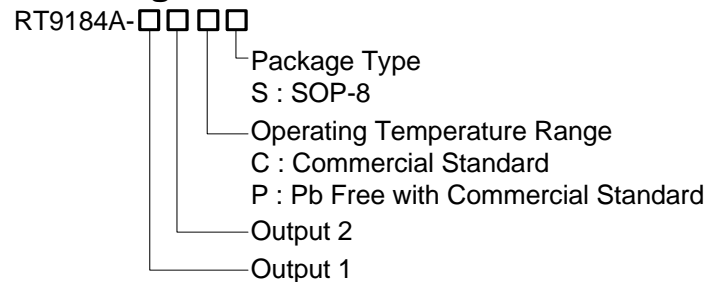 RT9184A-
Package Type
S : SOP-8
Operating Temperature Range
C : Commercial Standard
P : Pb Free with Commercial Standard
Output 2
Output 1